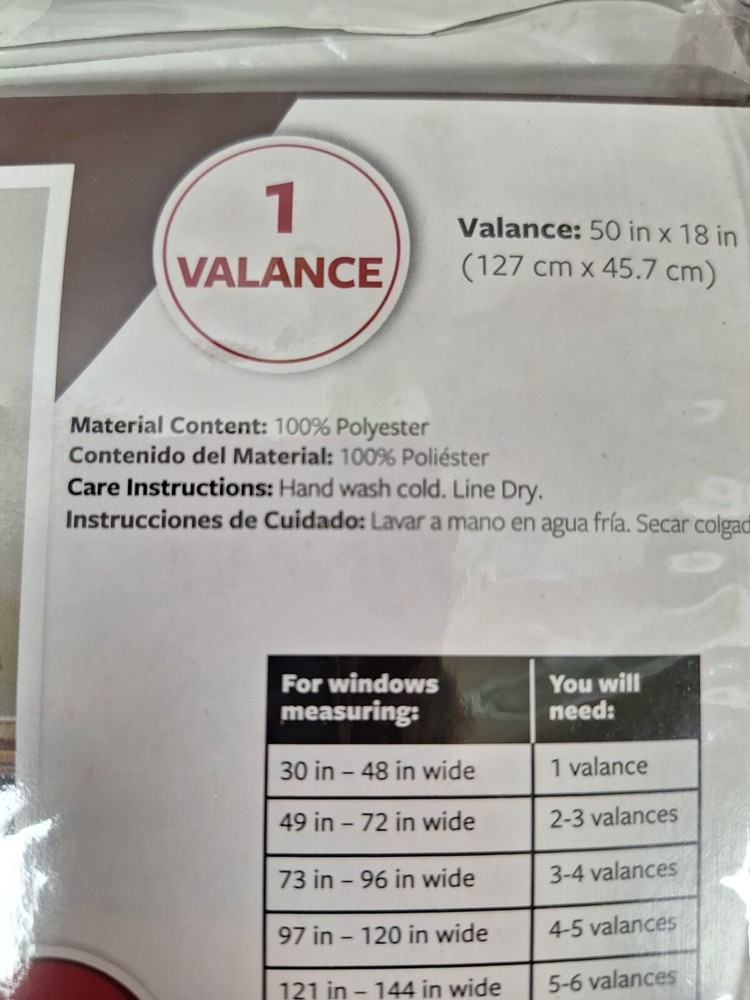 1
VALANCE
Valance: 50 in x 18 in
(127 cm x 45.7 cm)
Material Content: 100% Polyester
Contenido del Material: 100% Poliéster
Care Instructions: Hand wash cold. Line Dry.
Instrucciones de Cuidado: Lavar a mano en agua fría. Secar colgad
For windows measuring: You will need:
30 in – 48 in wide 1 valance
49 in – 72 in wide 2-3 valances
73 in – 96 in wide 3-4 valances
97 in – 120 in wide 4-5 valances
121 in – 144 in wide 5-6 valances